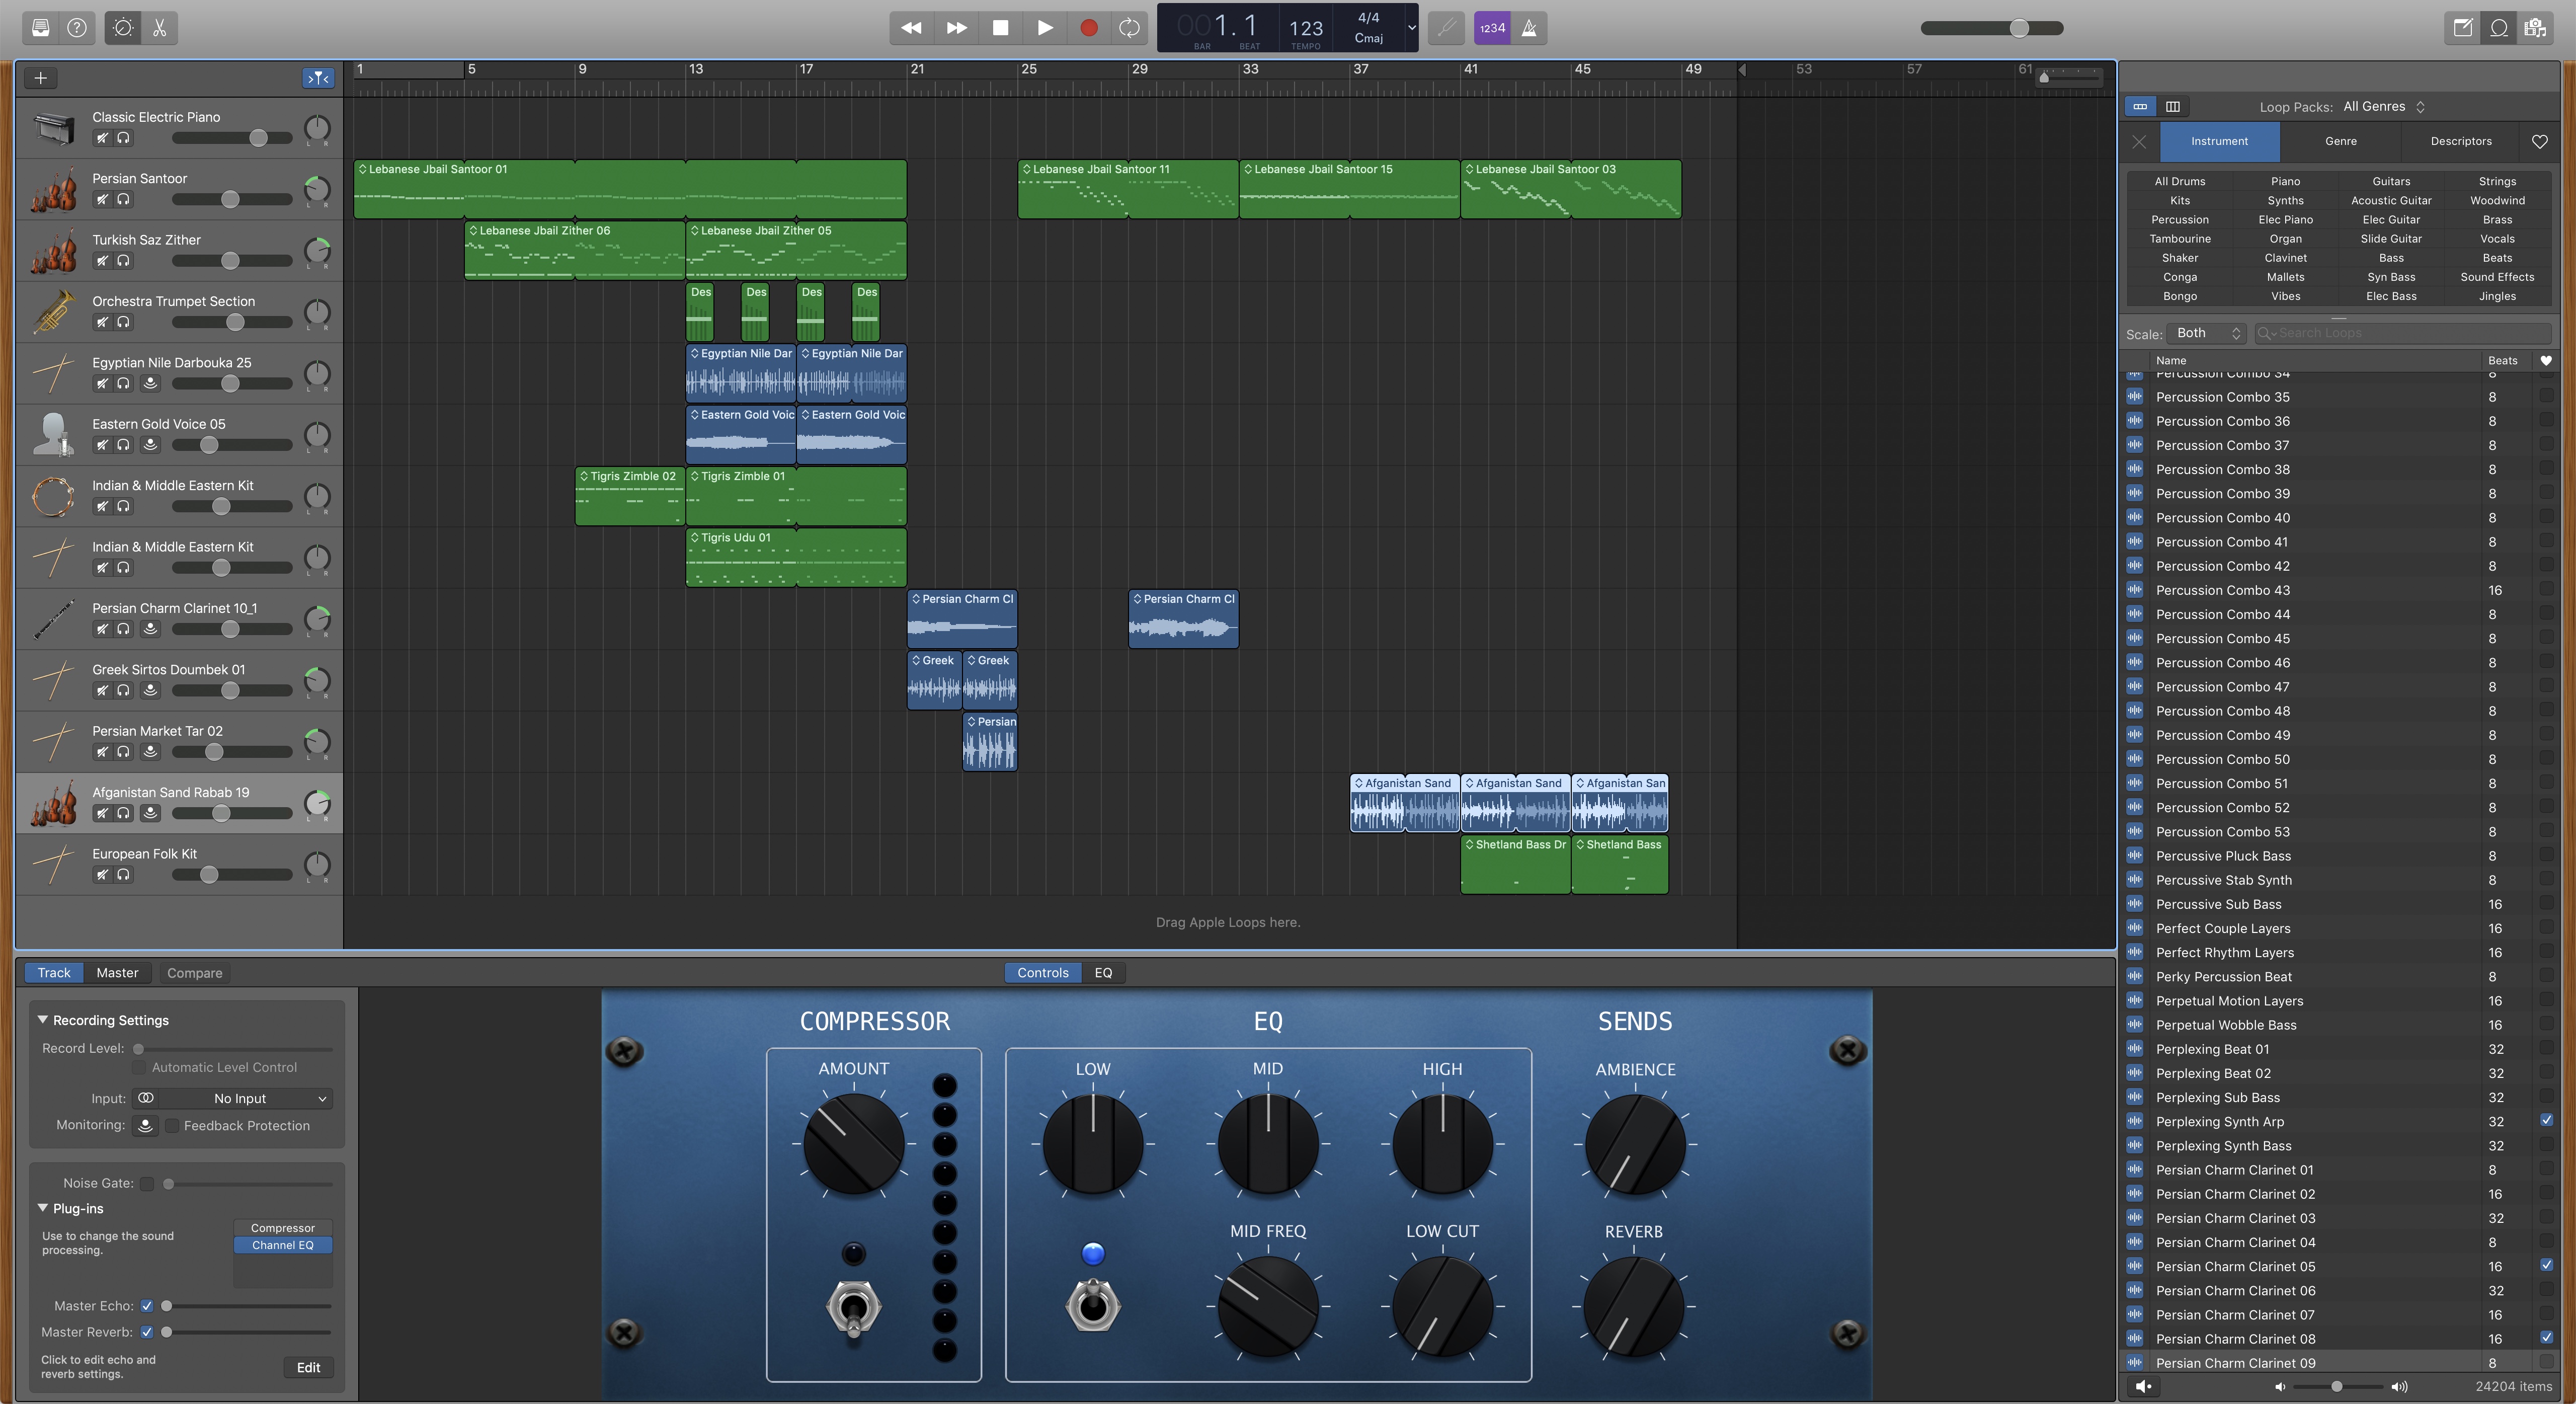 001.1
BAR BEAT
123
TEMPO
4/4
Cmaj
1234
1 5 9 13 17 21 25 29 33 37 41 45 49 53 57 61
Classic Electric Piano
L R
Persian Santoor
L R
Lebanese Jbail Santoor 01
Lebanese Jbail Santoor 11
Lebanese Jbail Santoor 15
Lebanese Jbail Santoor 03
Turkish Saz Zither
L R
Lebanese Jbail Zither 06
Lebanese Jbail Zither 05
Orchestra Trumpet Section
L R
Des
Des
Des
Des
Egyptian Nile Darbouka 25
L R
Egyptian Nile Dar
Egyptian Nile Dar
Eastern Gold Voice 05
L R
Eastern Gold Voic
Eastern Gold Voic
Indian & Middle Eastern Kit
L R
Tigris Zimble 02
Tigris Zimble 01
Indian & Middle Eastern Kit
L R
Tigris Udu 01
Persian Charm Clarinet 10_1
L R
Persian Charm Cl
Persian Charm Cl
Greek Sirtos Doumbek 01
L R
Greek
Greek
Persian Market Tar 02
L R
Persian
Afganistan Sand Rabab 19
L R
Afganistan Sand
Afganistan Sand
Afganistan San
European Folk Kit
L R
Shetland Bass Dr
Shetland Bass
Drag Apple Loops here.
Track
Master
Compare
Controls
EQ
Recording Settings
Record Level:
Automatic Level Control
Input:
No Input
Monitoring:
Feedback Protection
Noise Gate:
Plug-ins
Use to change the sound
processing.
Compressor
Channel EQ
Master Echo:
Master Reverb:
Click to edit echo and
reverb settings.
Edit
COMPRESSOR
AMOUNT
EQ
LOW
MID
HIGH
MID FREQ
LOW CUT
SENDS
AMBIENCE
REVERB
Loop Packs: All Genres
Instrument
Genre
Descriptors
All Drums Piano Guitars Strings
Kits Synths Acoustic Guitar Woodwind
Percussion Elec Piano Elec Guitar Brass
Tambourine Organ Slide Guitar Vocals
Shaker Clavinet Bass Beats
Conga Mallets Syn Bass Sound Effects
Bongo Vibes Elec Bass Jingles
Scale: Both
Search Loops
Name Beats
Percussion Combo 34 8
Percussion Combo 35 8
Percussion Combo 36 8
Percussion Combo 37 8
Percussion Combo 38 8
Percussion Combo 39 8
Percussion Combo 40 8
Percussion Combo 41 8
Percussion Combo 42 8
Percussion Combo 43 16
Percussion Combo 44 8
Percussion Combo 45 8
Percussion Combo 46 8
Percussion Combo 47 8
Percussion Combo 48 8
Percussion Combo 49 8
Percussion Combo 50 8
Percussion Combo 51 8
Percussion Combo 52 8
Percussion Combo 53 8
Percussive Pluck Bass 8
Percussive Stab Synth 8
Percussive Sub Bass 16
Perfect Couple Layers 16
Perfect Rhythm Layers 16
Perky Percussion Beat 8
Perpetual Motion Layers 16
Perpetual Wobble Bass 16
Perplexing Beat 01 32
Perplexing Beat 02 32
Perplexing Sub Bass 32
Perplexing Synth Arp 32
Perplexing Synth Bass 32
Persian Charm Clarinet 01 8
Persian Charm Clarinet 02 16
Persian Charm Clarinet 03 32
Persian Charm Clarinet 04 8
Persian Charm Clarinet 05 16
Persian Charm Clarinet 06 32
Persian Charm Clarinet 07 16
Persian Charm Clarinet 08 16
Persian Charm Clarinet 09 8
24204 items